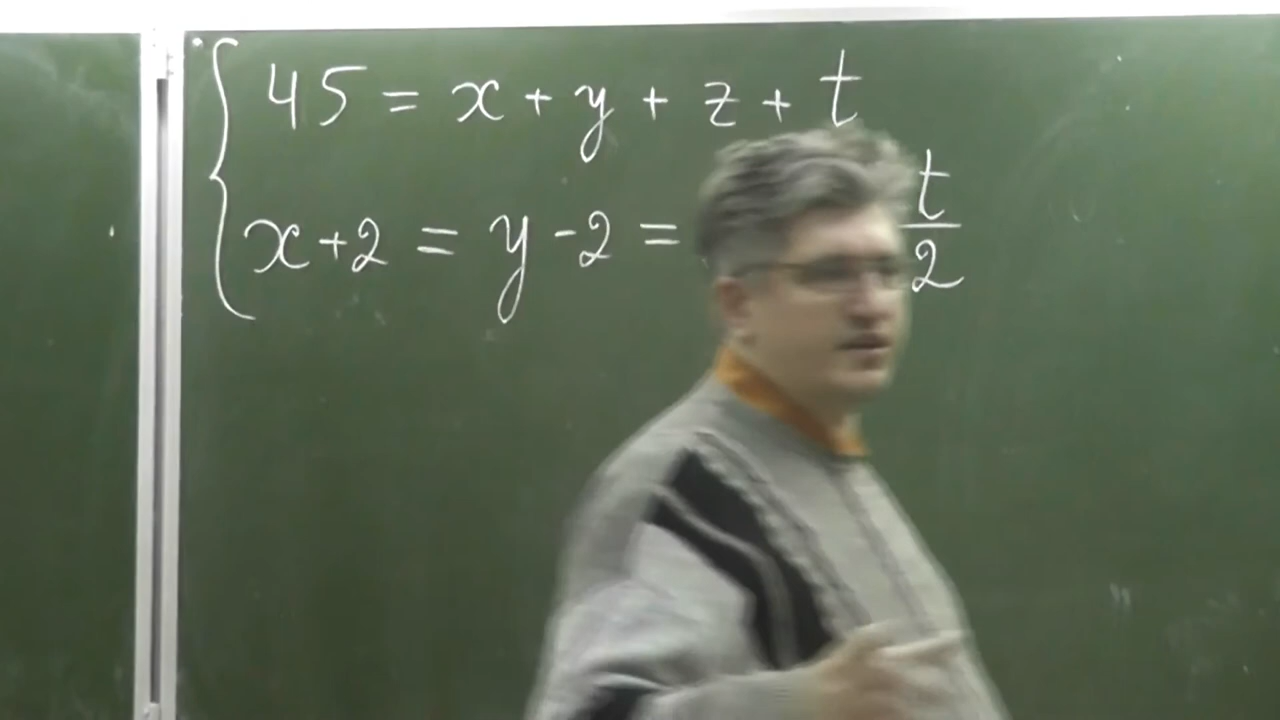 45 = x + y + z + t
x+2 = y-2 = t/2